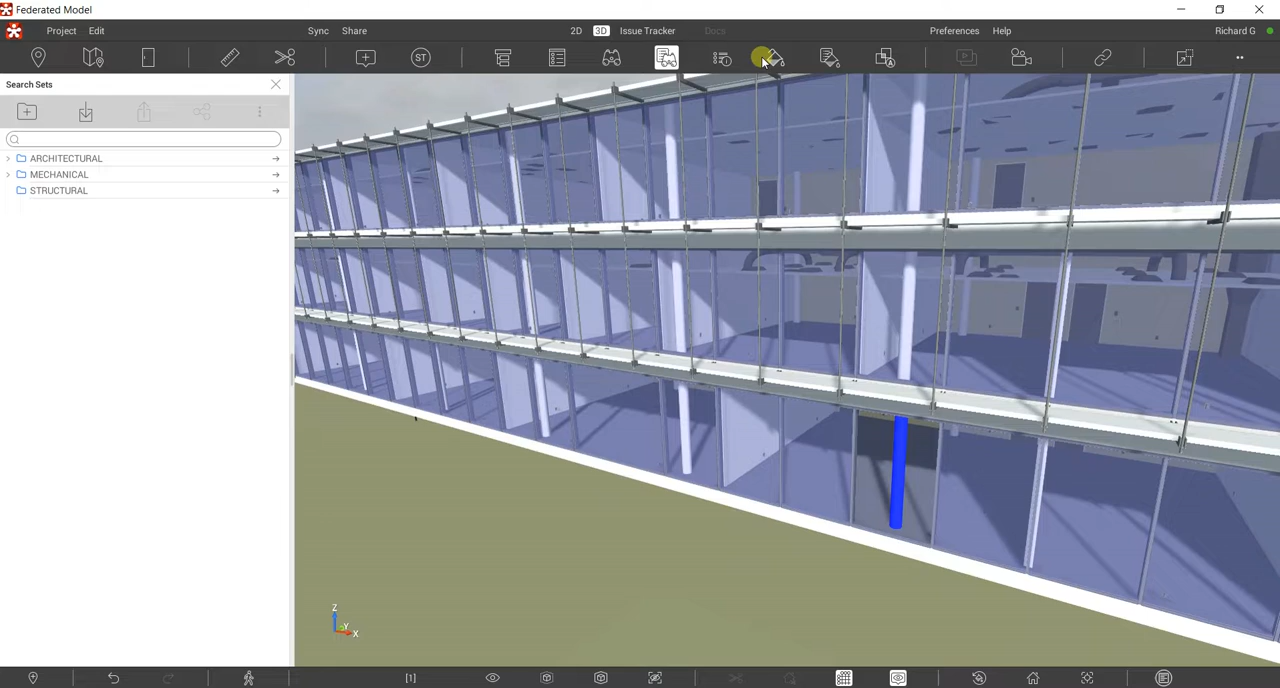 Federated Model
Project Edit Sync Share 2D 3D Issue Tracker Docs Preferences Help Richard G
ST
Search Sets
ARCHITECTURAL
MECHANICAL
STRUCTURAL
Z
Y
X
[1]